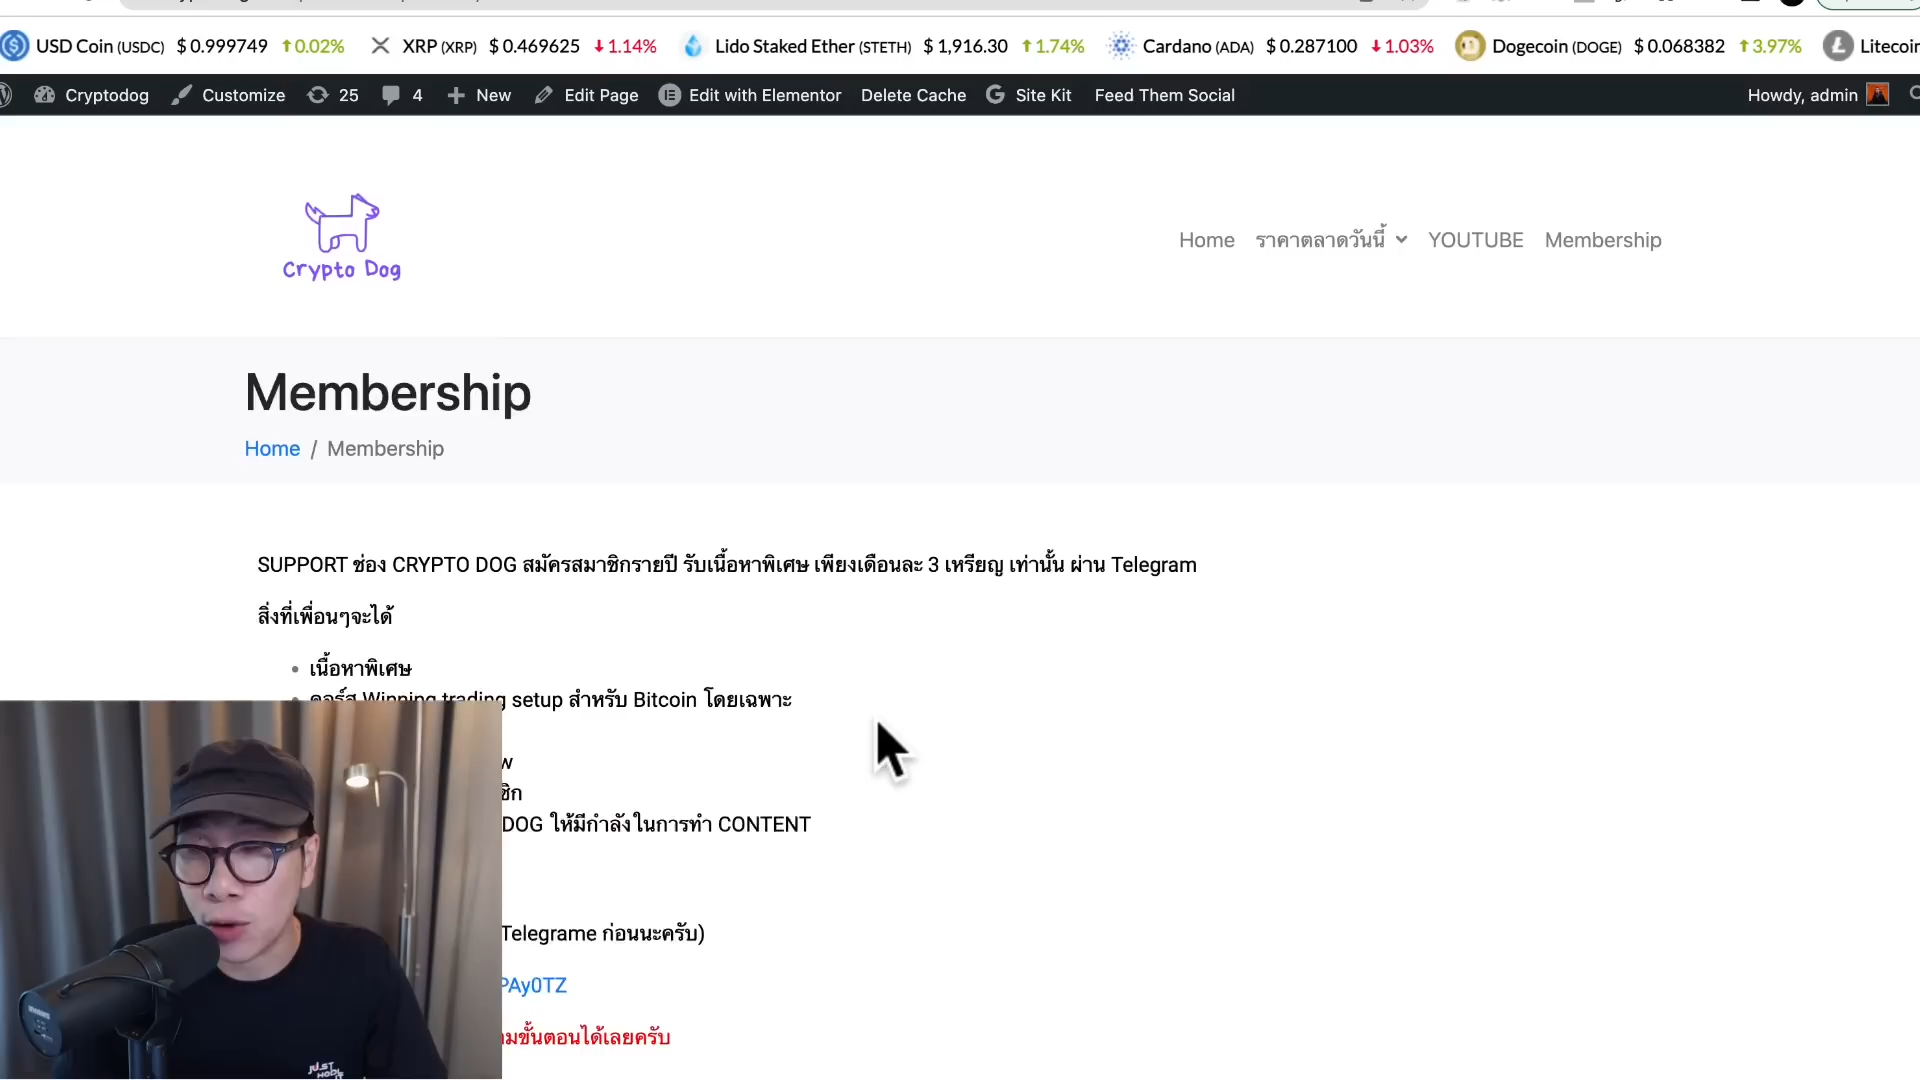 USD Coin (USDC) $ 0.999749 0.02% XRP (XRP) $ 0.469625 1.14% Lido Staked Ether (STETH) $ 1,916.30 1.74% Cardano (ADA) $ 0.287100 1.03% Dogecoin (DOGE) $ 0.068382 3.97%
Cryptodog Customize 25 4 New Edit Page Edit with Elementor Delete Cache Site Kit Feed Them Social Howdy, admin
Crypto Dog
Home ราคาตลาดวันนี้ YOUTUBE Membership
Membership
Home / Membership
SUPPORT ช่อง CRYPTO DOG สมัครสมาชิกรายปี รับเนื้อหาพิเศษ เพียงเดือนละ 3 เหรียญ เท่านั้น ผ่าน Telegram
สิ่งที่เพื่อนๆจะได้
เนื้อหาพิเศษ
คอร์ส Winning trading setup สำหรับ Bitcoin โดยเฉพาะ
DOG ให้มีกำลังในการทำ CONTENT
Telegrame ก่อนนะครับ)
PAy0TZ
ขั้นตอนได้เลยครับ
JUST
HODL